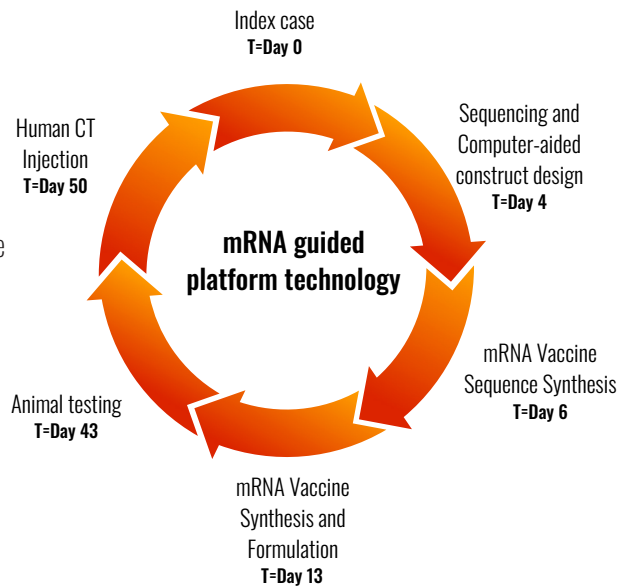 Index case
T=Day 0
Sequencing and
Computer-aided
construct design
T=Day 4
mRNA Vaccine
Sequence Synthesis
T=Day 6
mRNA Vaccine
Synthesis and
Formulation
T=Day 13
Animal testing
T=Day 43
Human CT
Injection
T=Day 50
mRNA guided
platform technology